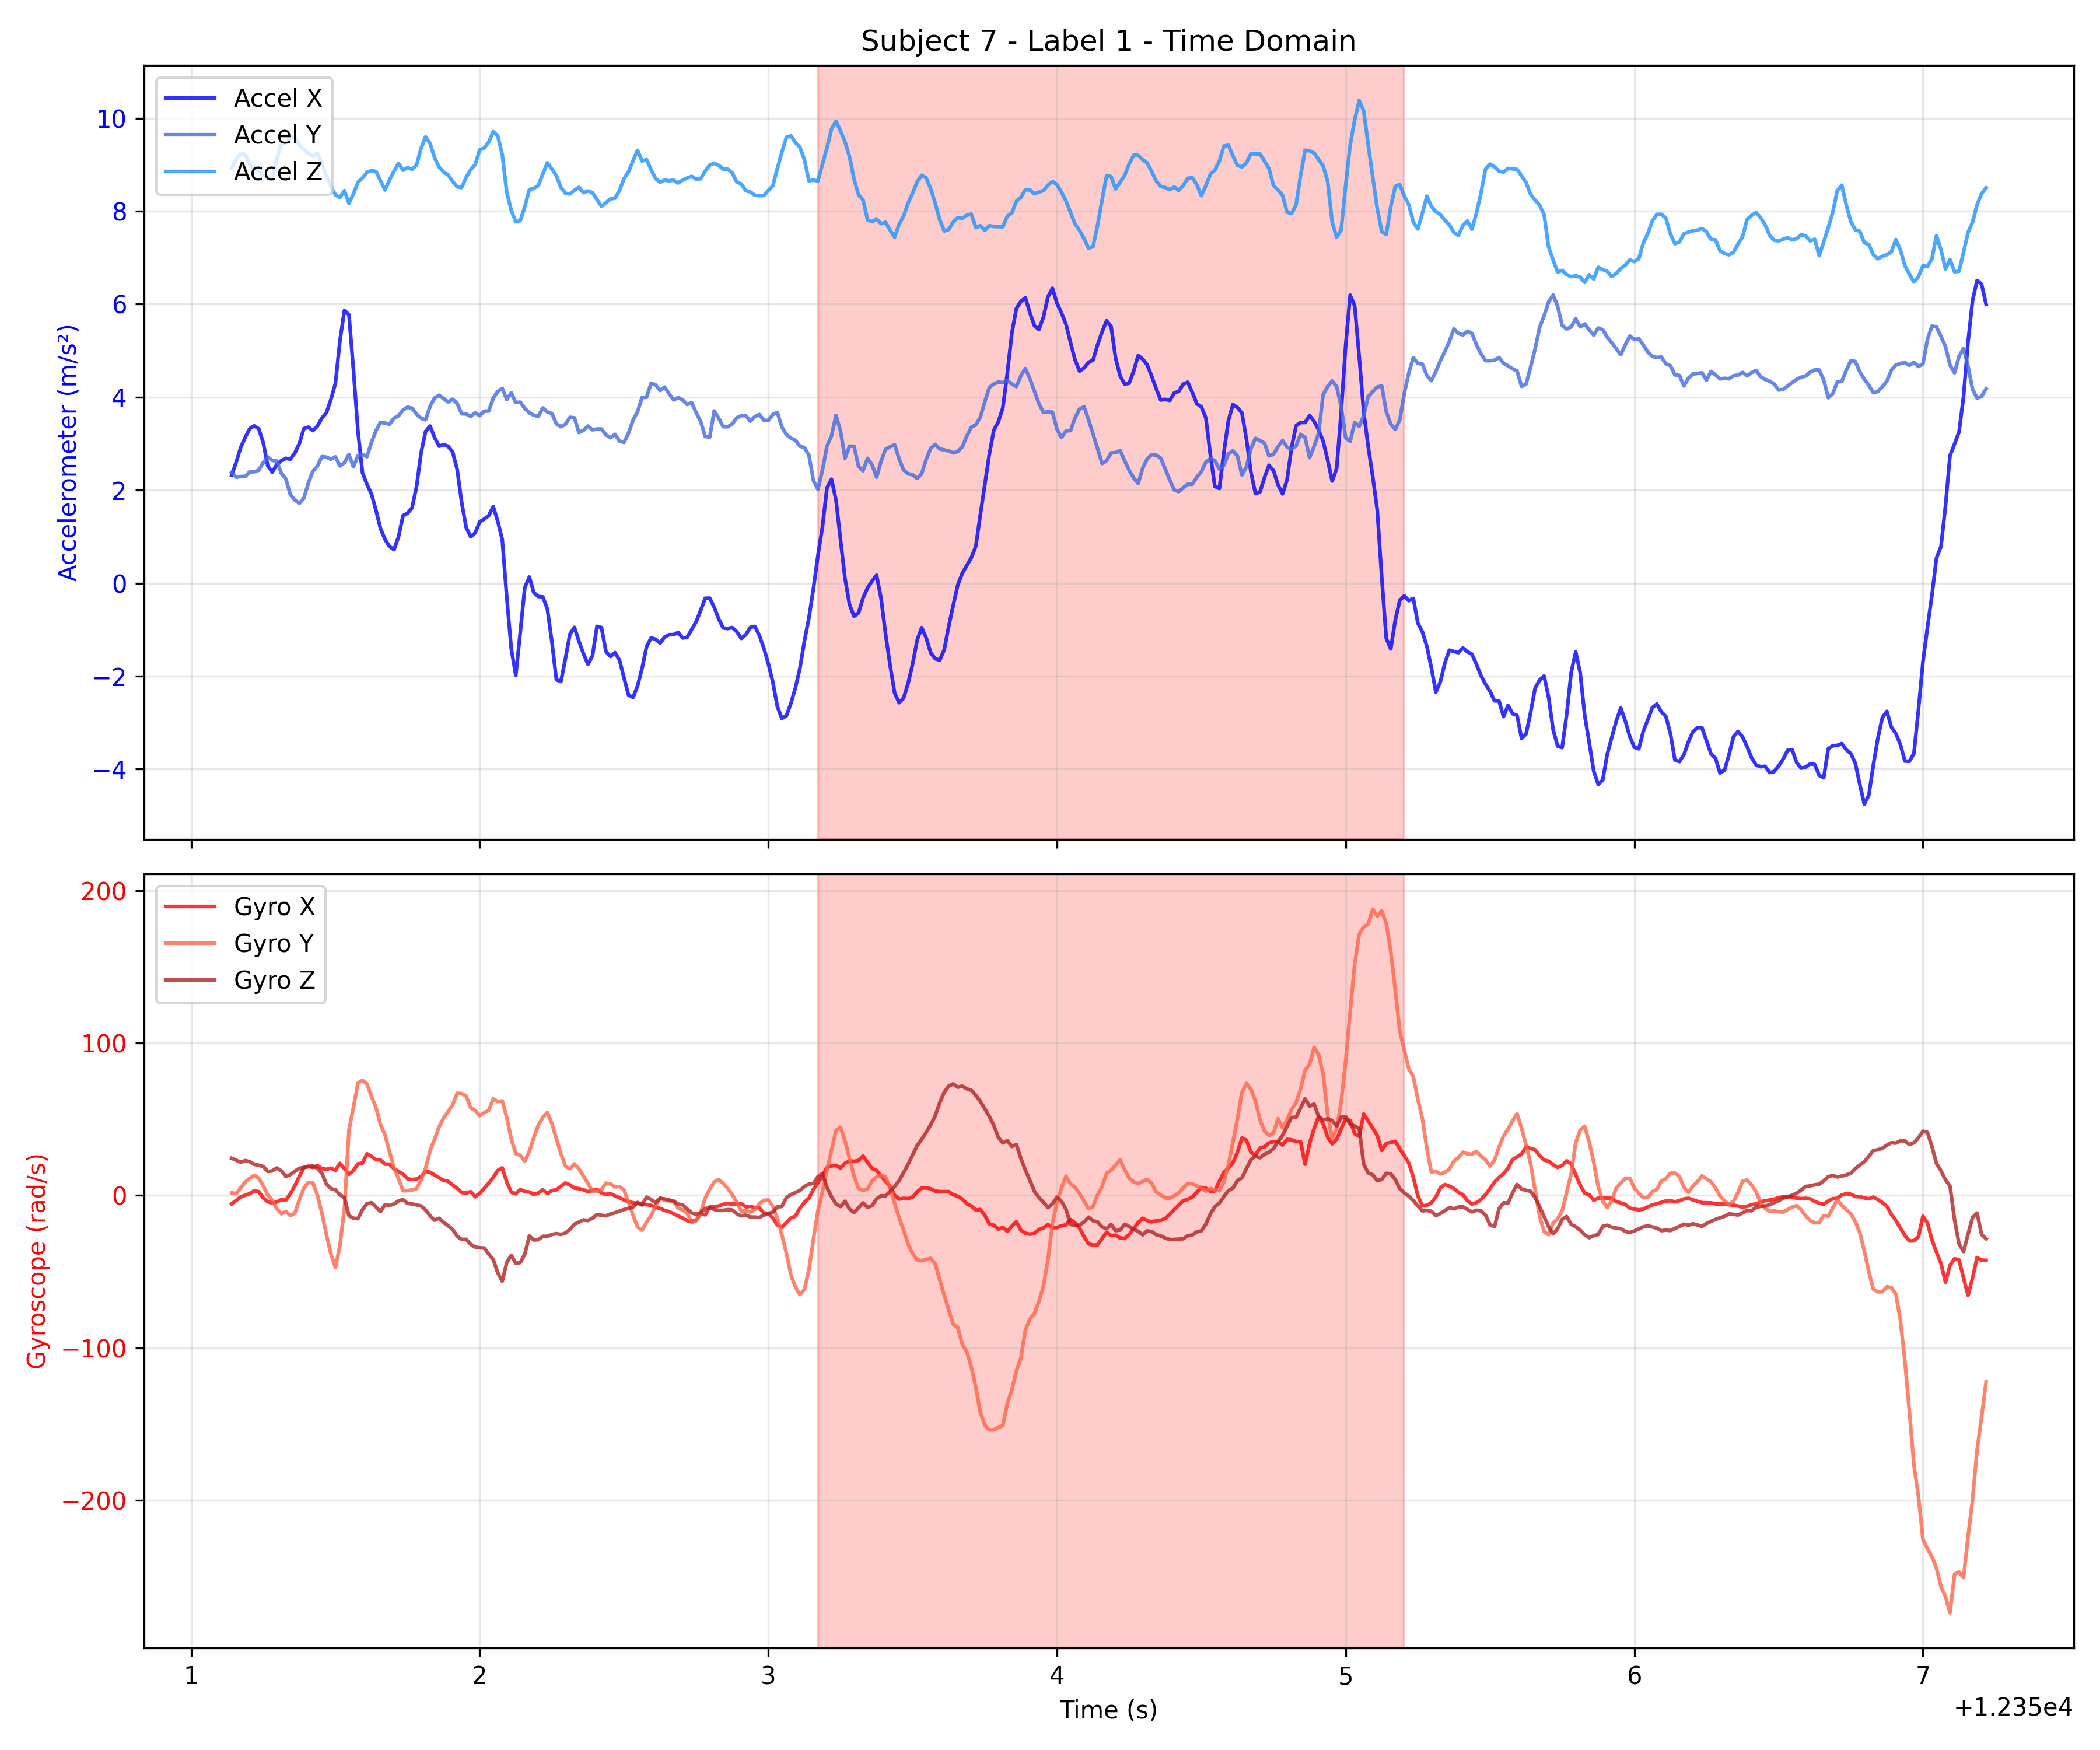 Subject 7 - Label 1 - Time Domain
Accel X
Accel Y
Accel Z
10
8
6
4
2
0
−2
−4
Accelerometer (m/s²)
Gyro X
Gyro Y
Gyro Z
200
100
0
−100
−200
Gyroscope (rad/s)
1 2 3 4 5 6 7
Time (s)
+1.235e4